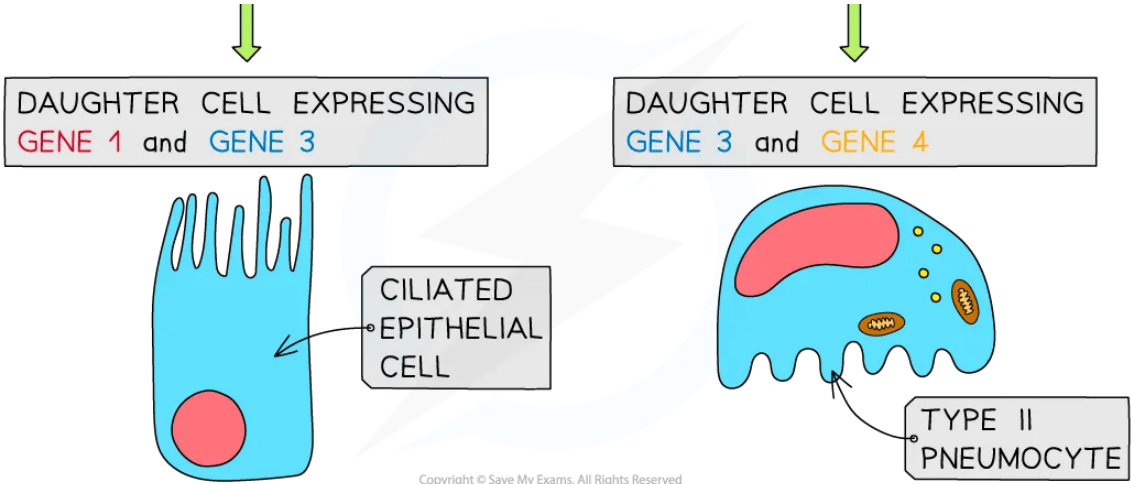 DAUGHTER CELL EXPRESSING
GENE 1 and GENE 3
DAUGHTER CELL EXPRESSING
GENE 3 and GENE 4
CILIATED
EPITHELIAL
CELL
TYPE II
PNEUMOCYTE
Copyright © Save My Exams. All Rights Reserved